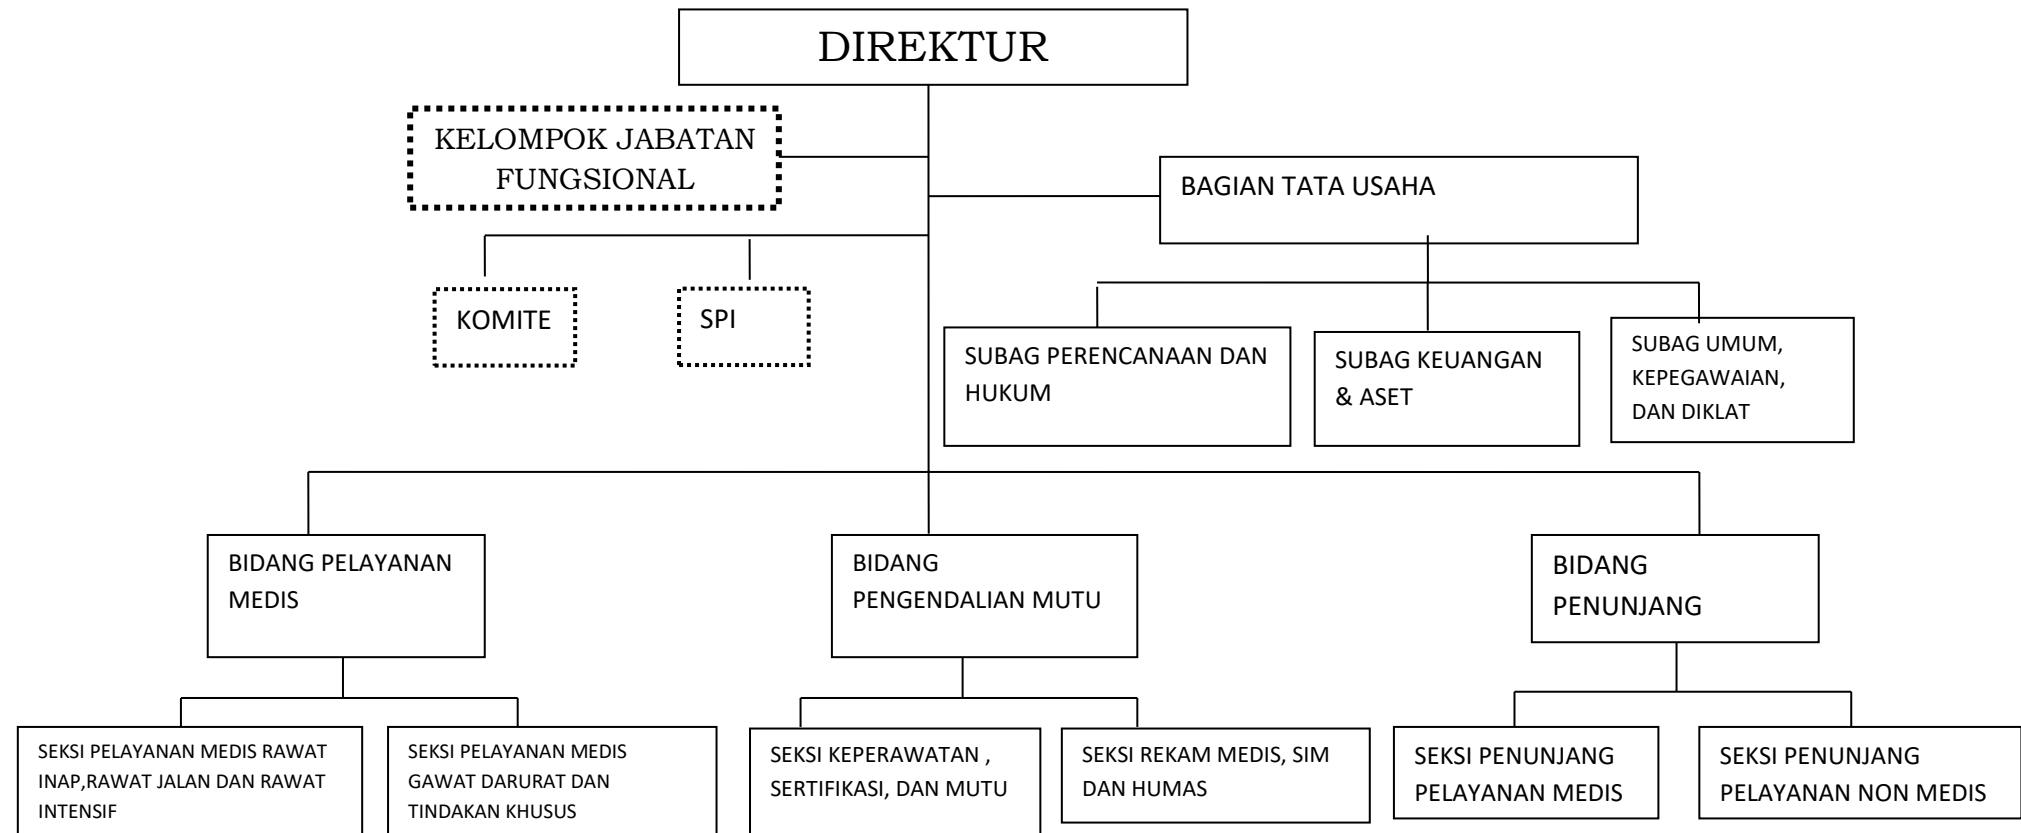 DIREKTUR
KELOMPOK JABATAN
FUNGSIONAL
BAGIAN TATA USAHA
KOMITE
SPI
SUBAG PERENCANAAN DAN
HUKUM
SUBAG KEUANGAN
& ASET
SUBAG UMUM,
KEPEGAWAIAN,
DAN DIKLAT
BIDANG PELAYANAN
MEDIS
BIDANG
PENGENDALIAN MUTU
BIDANG
PENUNJANG
SEKSI PELAYANAN MEDIS RAWAT
INAP,RAWAT JALAN DAN RAWAT
INTENSIF
SEKSI PELAYANAN MEDIS
GAWAT DARURAT DAN
TINDAKAN KHUSUS
SEKSI KEPERAWATAN ,
SERTIFIKASI, DAN MUTU
SEKSI REKAM MEDIS, SIM
DAN HUMAS
SEKSI PENUNJANG
PELAYANAN MEDIS
SEKSI PENUNJANG
PELAYANAN NON MEDIS